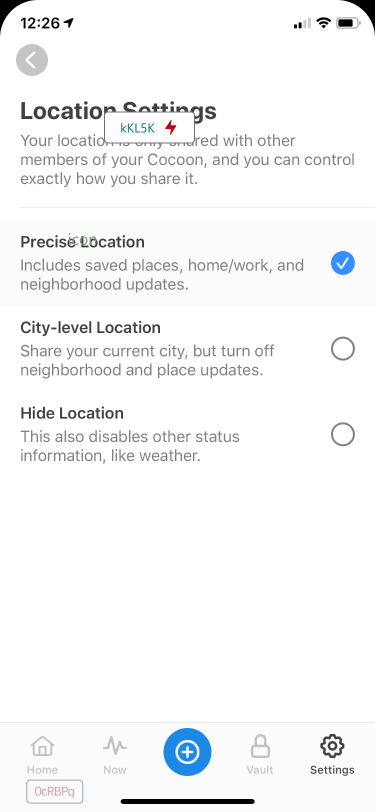 12:26
Location Settings
kKL5K
Your location is only shared with other
members of your Cocoon, and you can control
exactly how you share it.
Precise Location
icon
Includes saved places, home/work, and
neighborhood updates.
City-level Location
Share your current city, but turn off
neighborhood and place updates.
Hide Location
This also disables other status
information, like weather.
Home
Now
Vault
Settings
0cRBPq